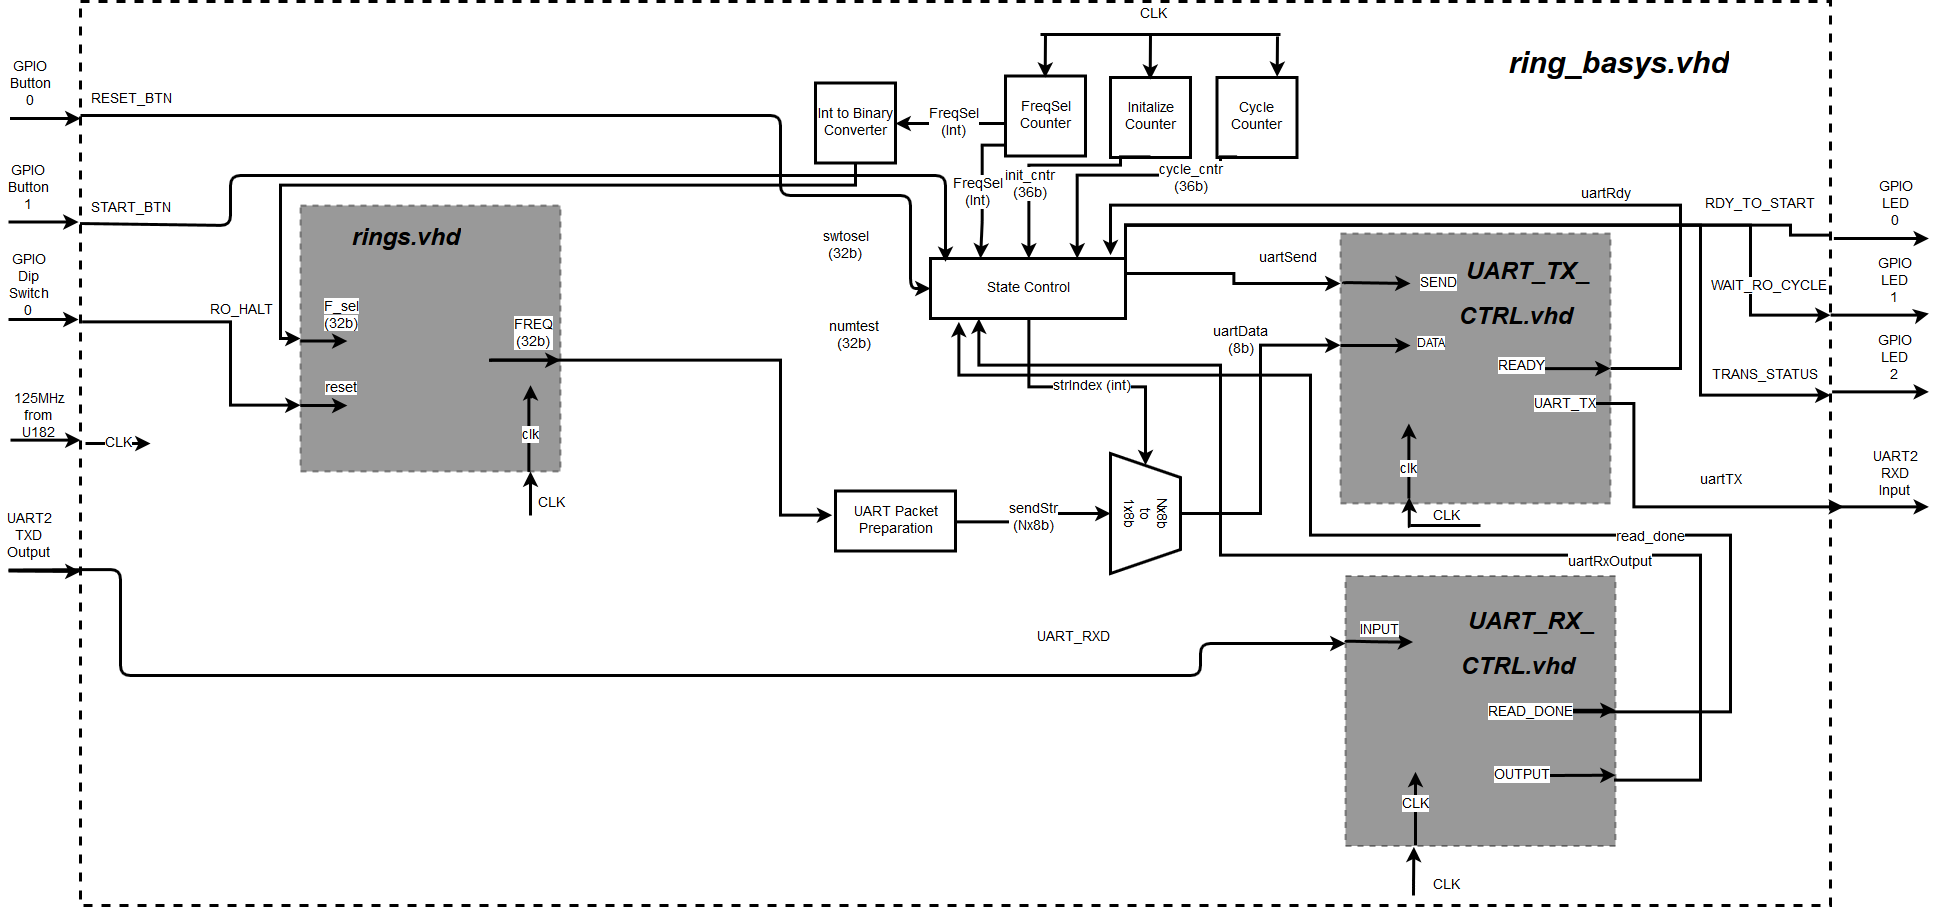 CLK
ring_basys.vhd
GPIO
Button
0
RESET_BTN
Int to Binary
Converter
FreqSel
(Int)
FreqSel
Counter
Initalize
Counter
Cycle
Counter
GPIO
Button
1
START_BTN
FreqSel
(Int)
init_cntr
(36b)
cycle_cntr
(36b)
uartRdy
RDY_TO_START
GPIO
LED
0
rings.vhd
swtosel
(32b)
State Control
uartSend
SEND
UART_TX_
CTRL.vhd
WAIT_RO_CYCLE
GPIO
LED
1
GPIO
Dip
Switch
0
RO_HALT
F_sel
(32b)
FREQ
(32b)
numtest
(32b)
uartData
(8b)
DATA
READY
UART_TX
TRANS_STATUS
GPIO
LED
2
reset
strIndex (int)
125MHz
from
U182
CLK
clk
CLK
clk
CLK
uartTX
UART2
RXD
Input
UART2
TXD
Output
UART Packet
Preparation
sendStr
(Nx8b)
Nx8b
to
1x8b
read_done
uartRxOutput
UART_RXD
INPUT
UART_RX_
CTRL.vhd
READ_DONE
OUTPUT
CLK
CLK